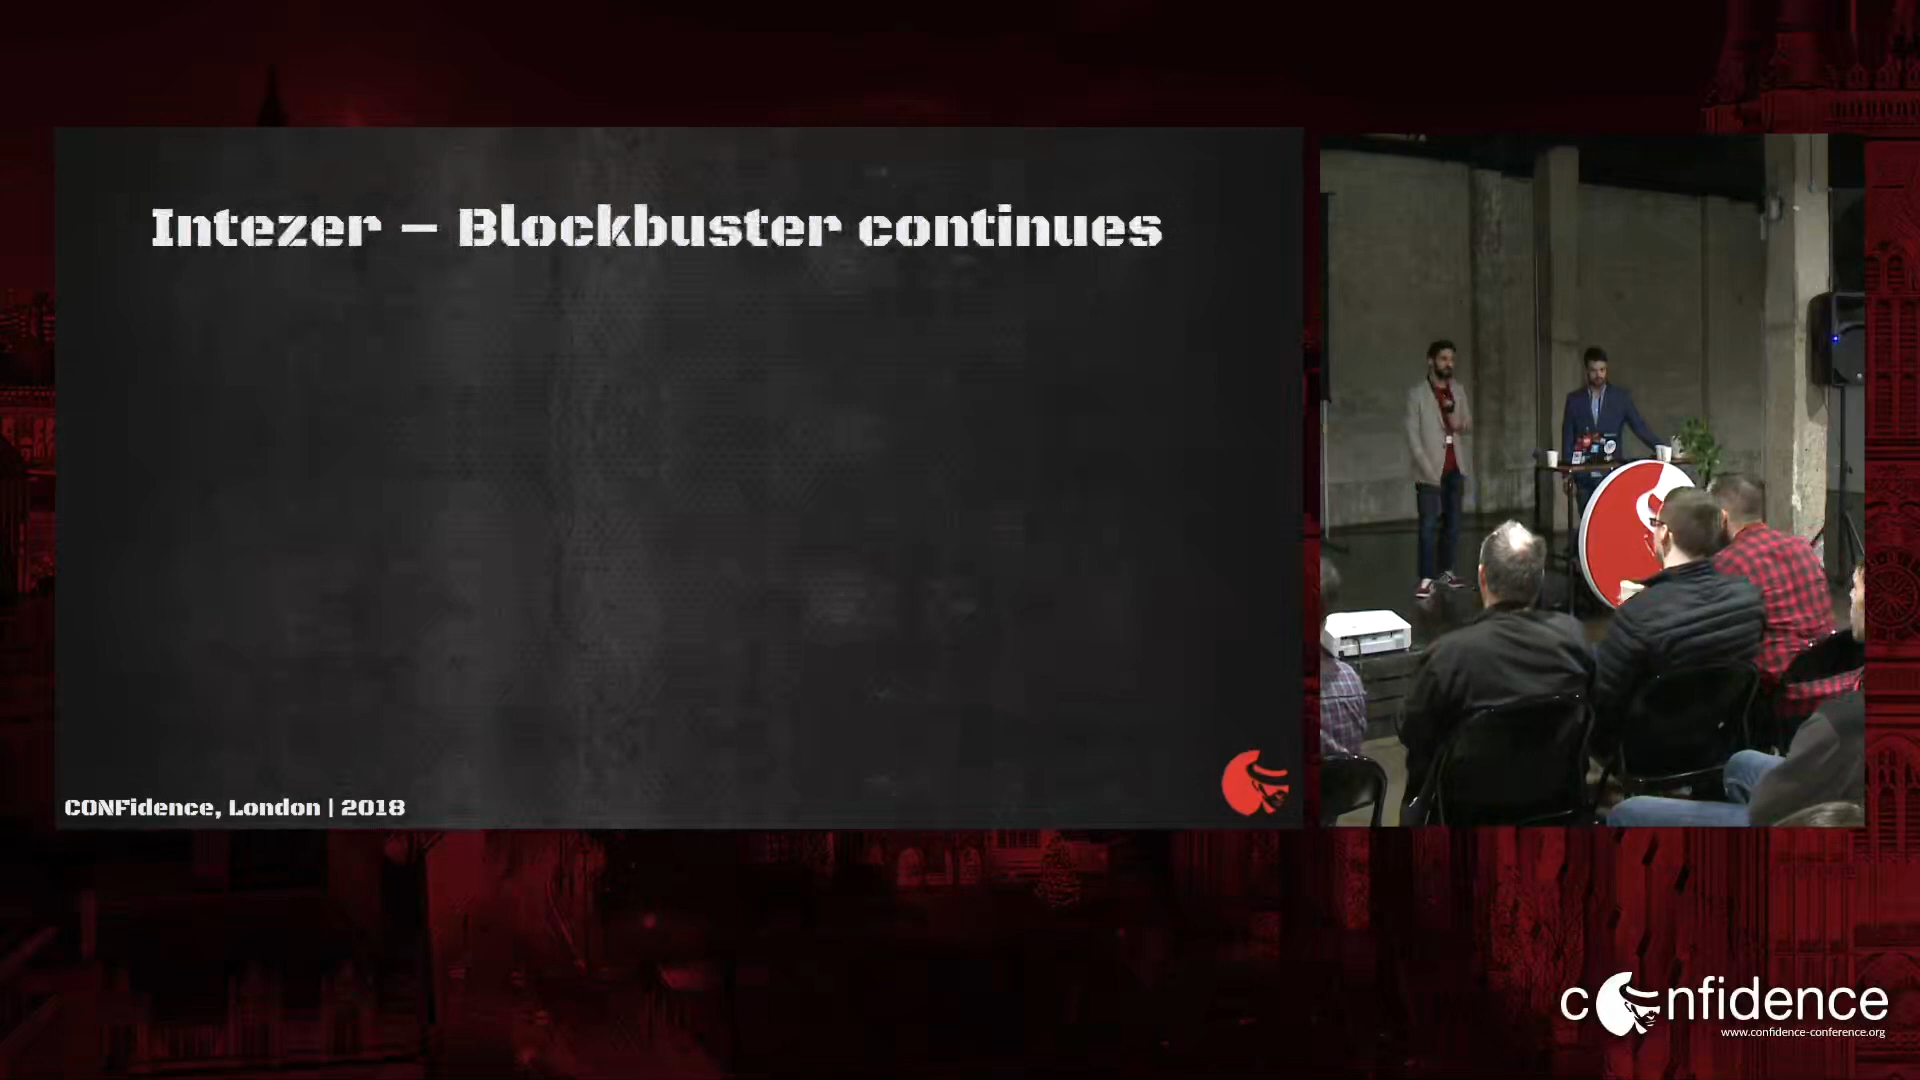 Intezer – Blockbuster continues
CONFidence, London | 2018
confidence
www.confidence-conference.org